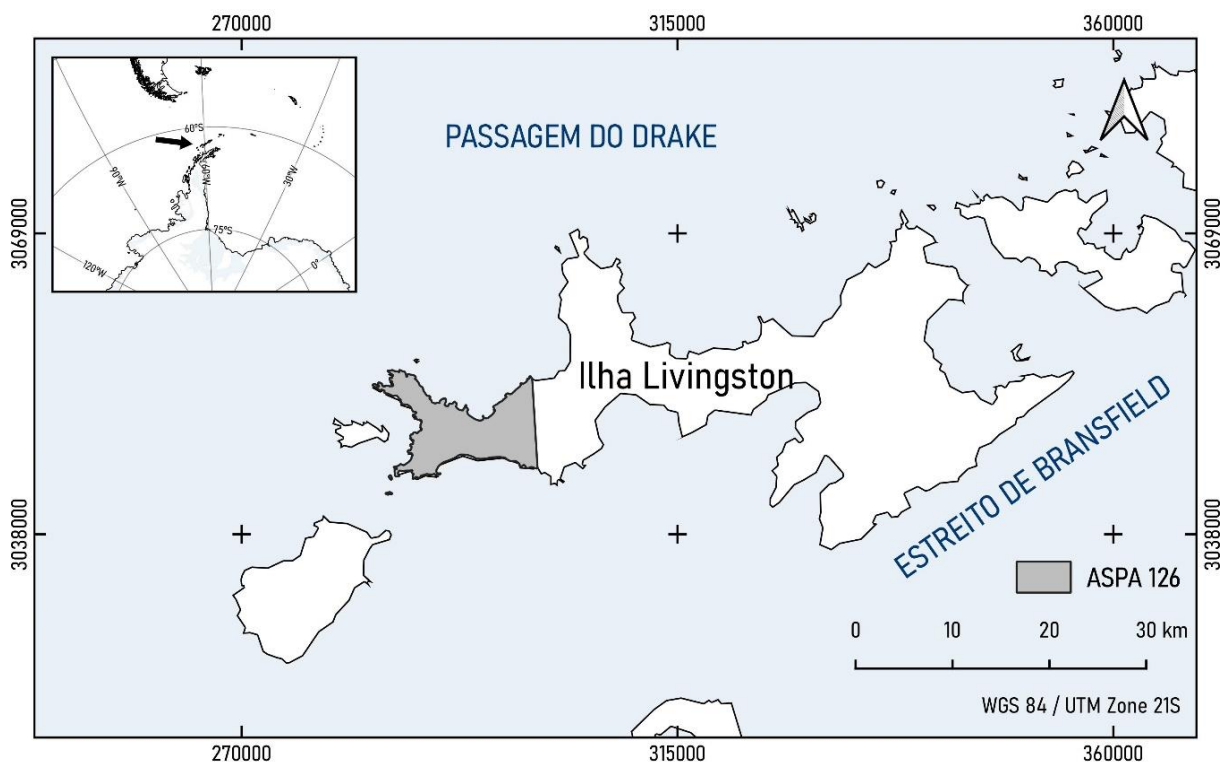 270000
315000
360000
60°S
90°W
60°W
30°W
75°S
120°W
0°
PASSAGEM DO DRAKE
3069000
3069000
Ilha Livingston
ESTREITO DE BRANSFIELD
3038000
3038000
ASPA 126
0 10 20 30 km
WGS 84 / UTM Zone 21S
270000
315000
360000